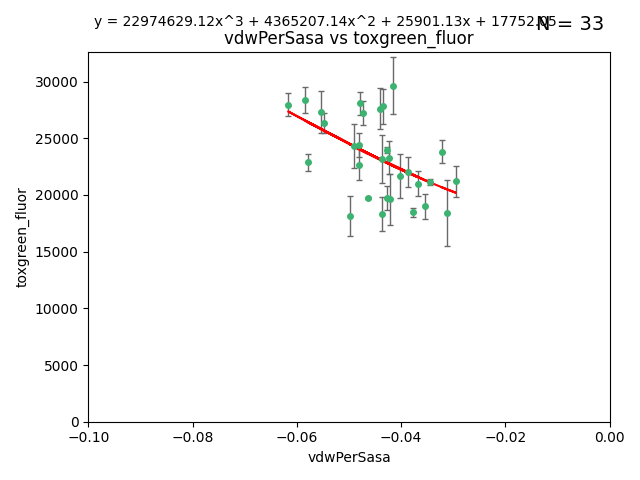 y = 22974629.12x^3 + 4365207.14x^2 + 25901.13x + 17752.05
N = 33
vdwPerSasa vs toxgreen_fluor
30000
25000
20000
15000
10000
5000
0
toxgreen_fluor
−0.10 −0.08 −0.06 −0.04 −0.02 0.00
vdwPerSasa